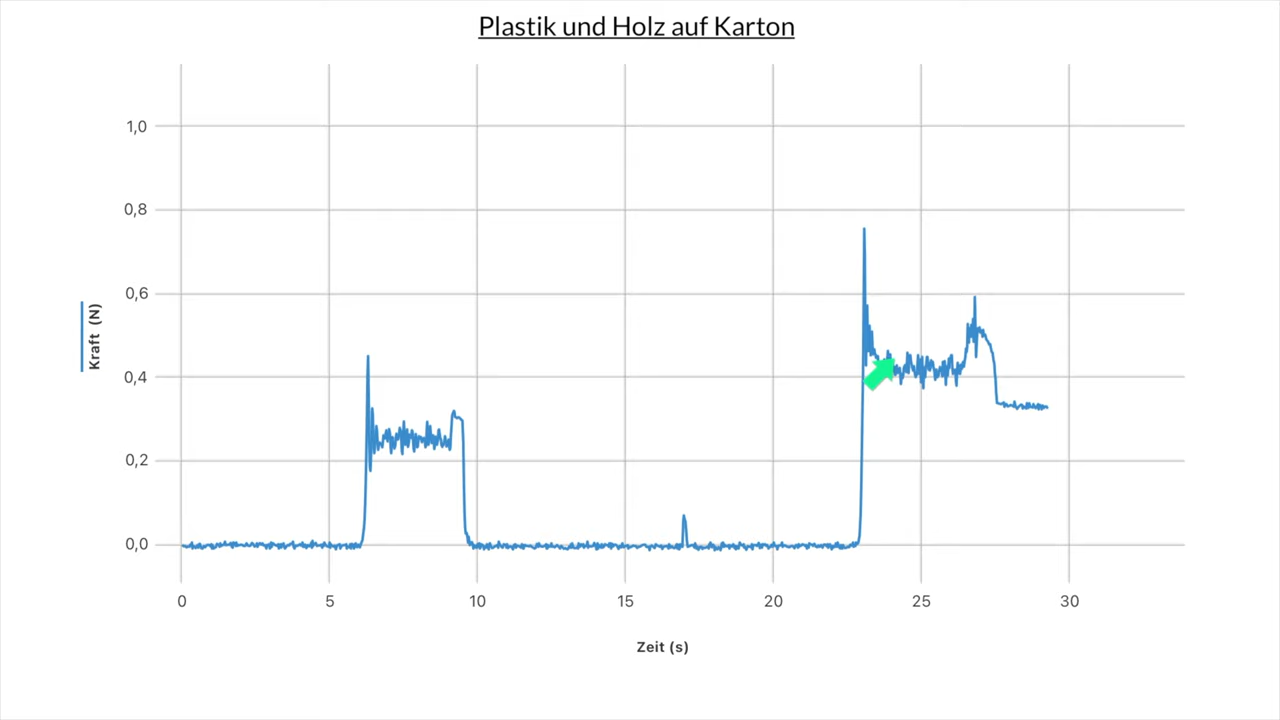 Plastik und Holz auf Karton
1,0
0,8
0,6
0,4
0,2
0,0
Kraft (N)
0 5 10 15 20 25 30
Zeit (s)